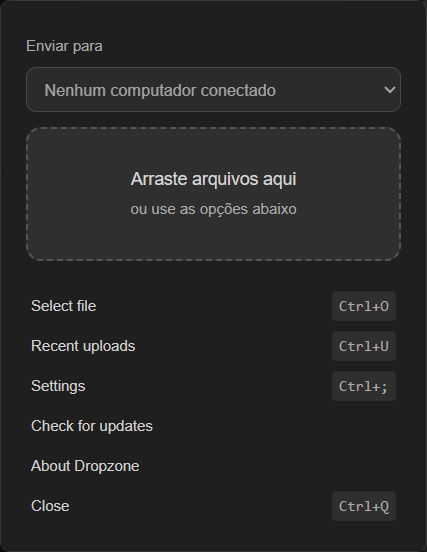 Enviar para
Nenhum computador conectado
Arraste arquivos aqui
ou use as opções abaixo
Select file Ctrl+O
Recent uploads Ctrl+U
Settings Ctrl+;
Check for updates
About Dropzone
Close Ctrl+Q